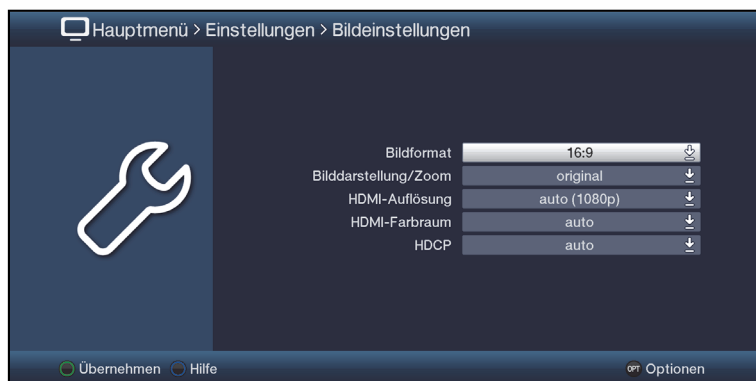 Hauptmenü > Einstellungen > Bildeinstellungen
Bildformat 16:9
Bilddarstellung/Zoom original
HDMI-Auflösung auto (1080p)
HDMI-Farbraum auto
HDCP auto
Übernehmen Hilfe OPT Optionen